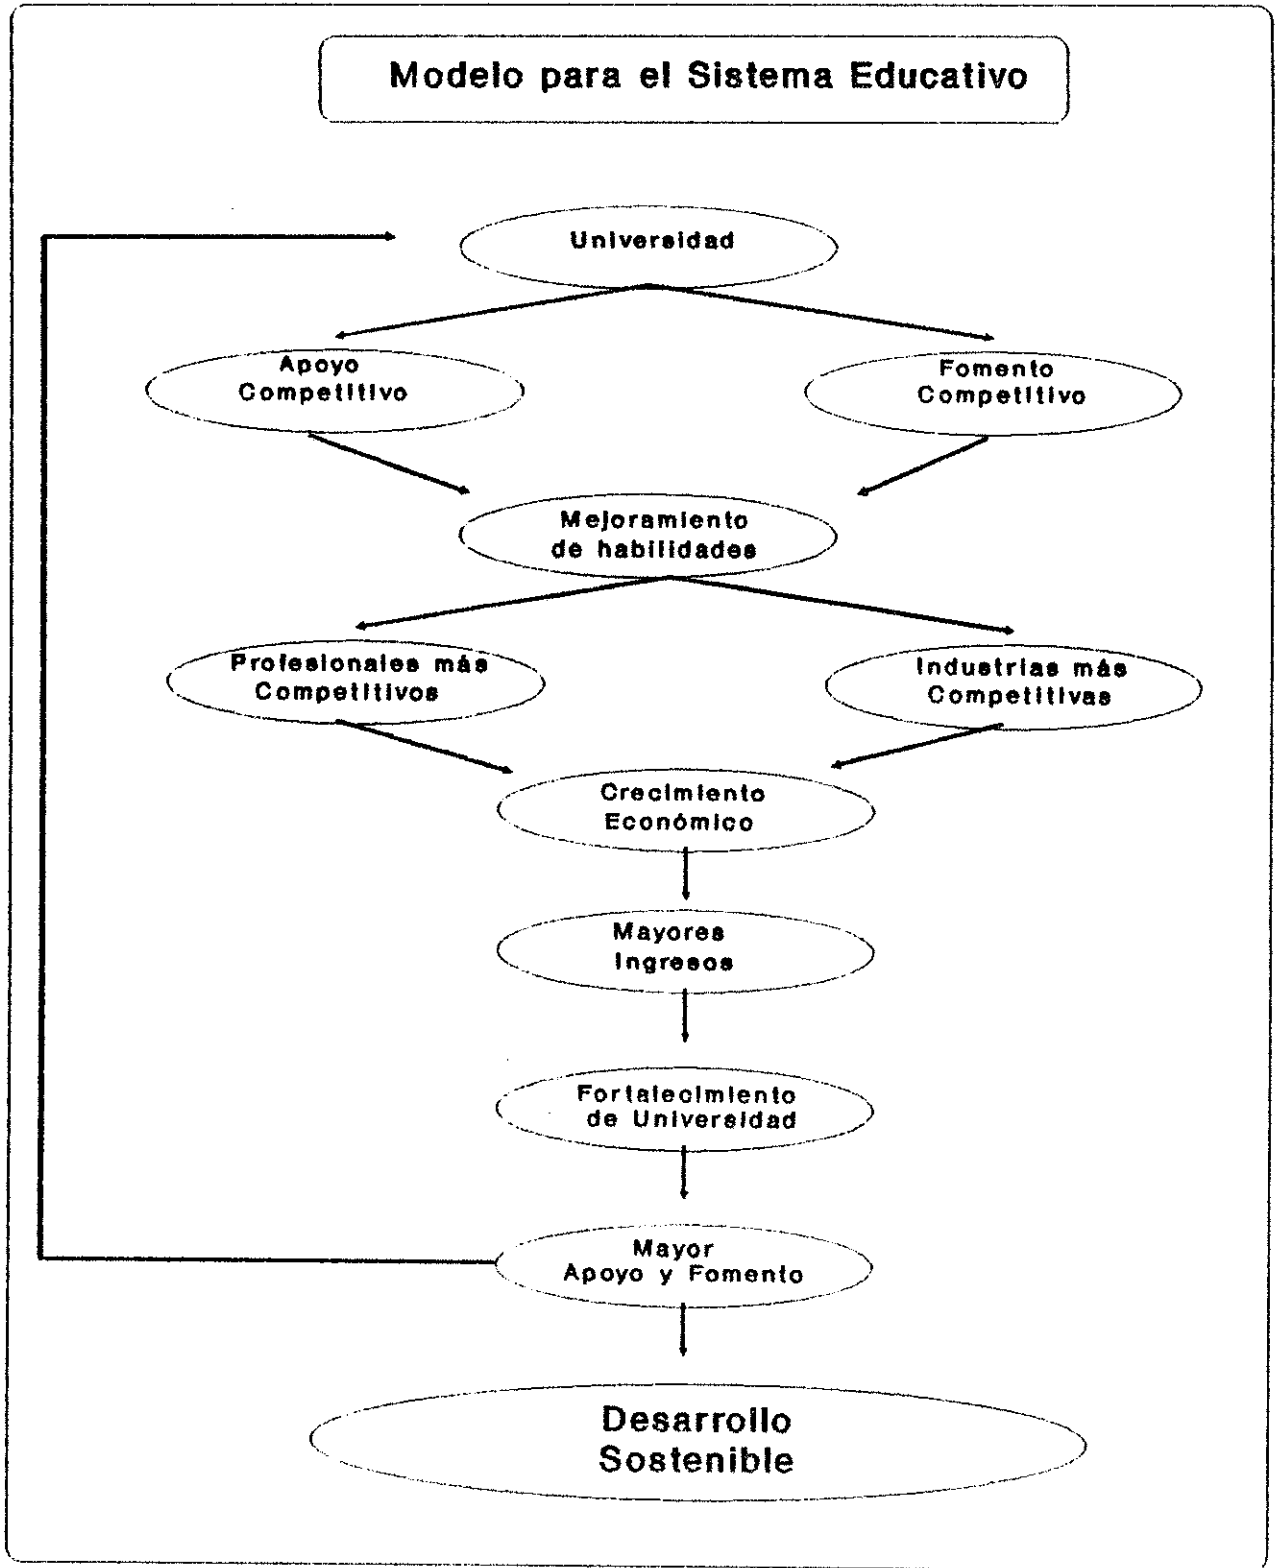 Modelo para el Sistema Educativo
Universidad
Apoyo
Competitivo
Fomento
Competitivo
Mejoramiento
de habilidades
Profesionales más
Competitivos
Industrias más
Competitivas
Crecimiento
Económico
Mayores
Ingresos
Fortalecimiento
de Universidad
Mayor
Apoyo y Fomento
Desarrollo
Sostenible